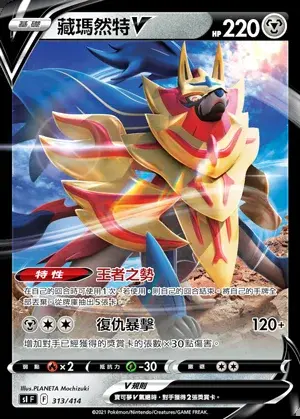 基礎
藏瑪然特V
HP 220
特性 王者之勢
在自己的回合時可使用1次。若使用，則自己的回合結束。將自己的手牌
全部丟棄，從牌庫抽出5張卡。
復仇暴擊 120+
增加對手已經獲得的獎賞卡的張數×30點傷害。
弱點 ×2 抵抗力 -30 撤退
Illus.PLANETA Mochizuki
V規則
寶可夢V【昏厥】時，對手獲得2張獎賞卡。
sI F F 313/414
©2021 Pokémon/Nintendo/Creatures/GAME FREAK.